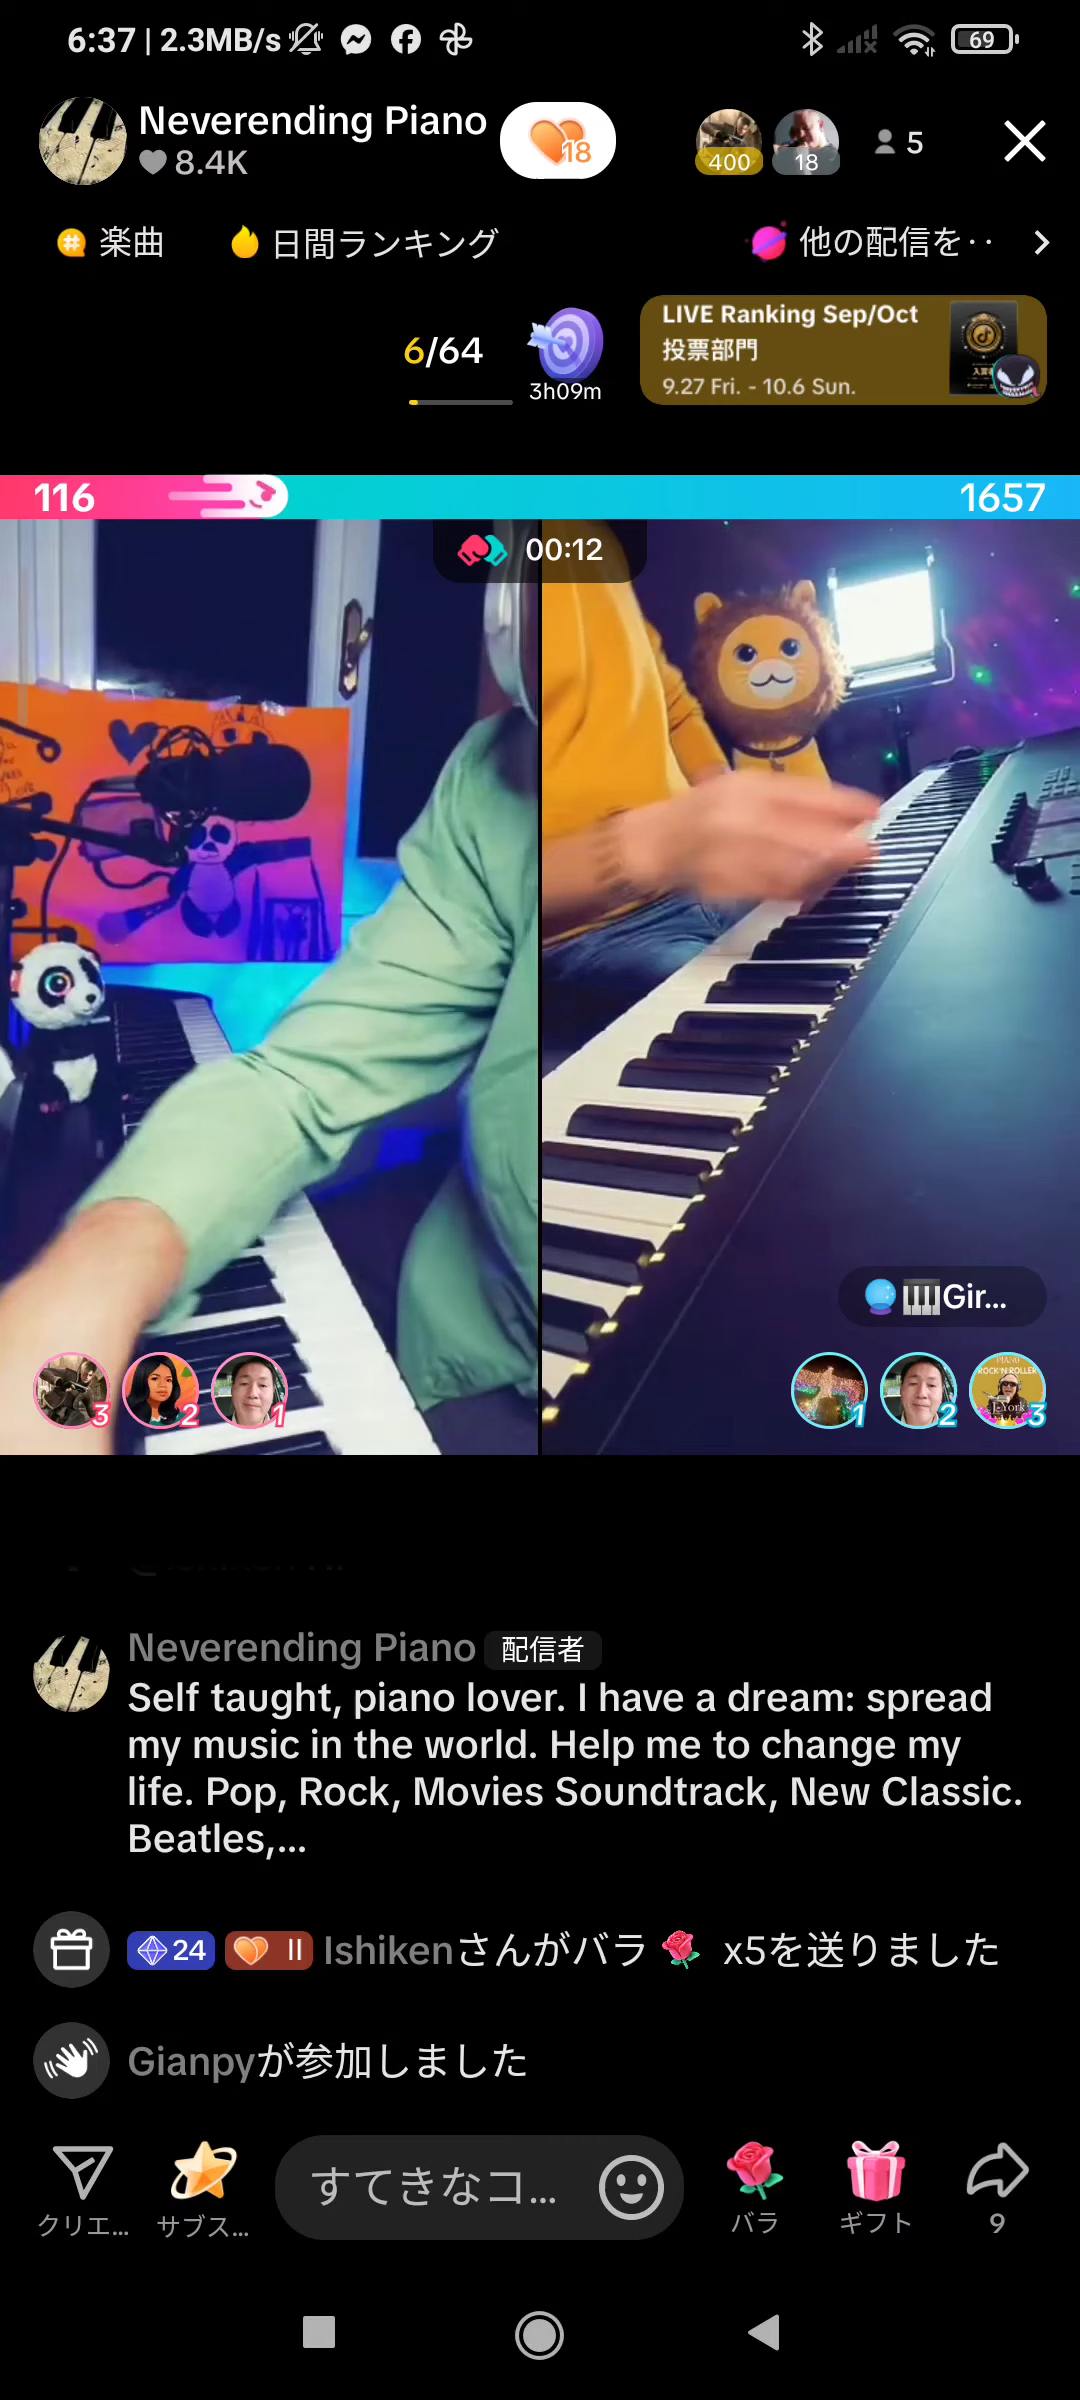 6:37 | 2.3MB/s
69
Neverending Piano
8.4K
18
400
18
5
楽曲
日間ランキング
他の配信を··
6/64
3h09m
LIVE Ranking Sep/Oct
投票部門
9.27 Fri. - 10.6 Sun.
116
1657
00:12
Gir...
3
2
1
1
2
3
Neverending Piano 配信者
Self taught, piano lover. I have a dream: spread
my music in the world. Help me to change my
life. Pop, Rock, Movies Soundtrack, New Classic.
Beatles,...
24 II Ishikenさんがバラ x5を送りました
Gianpyが参加しました
すてきなコ...
クリエ...
サブス...
バラ
ギフト
9